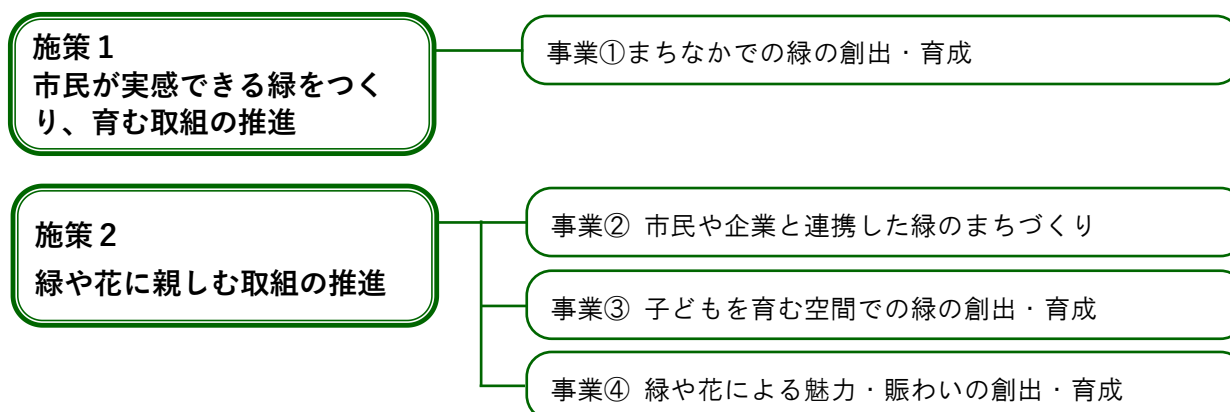 施策１
市民が実感できる緑をつく
り、育む取組の推進
事業①まちなかでの緑の創出・育成
施策２
緑や花に親しむ取組の推進
事業② 市民や企業と連携した緑のまちづくり
事業③ 子どもを育む空間での緑の創出・育成
事業④ 緑や花による魅力・賑わいの創出・育成